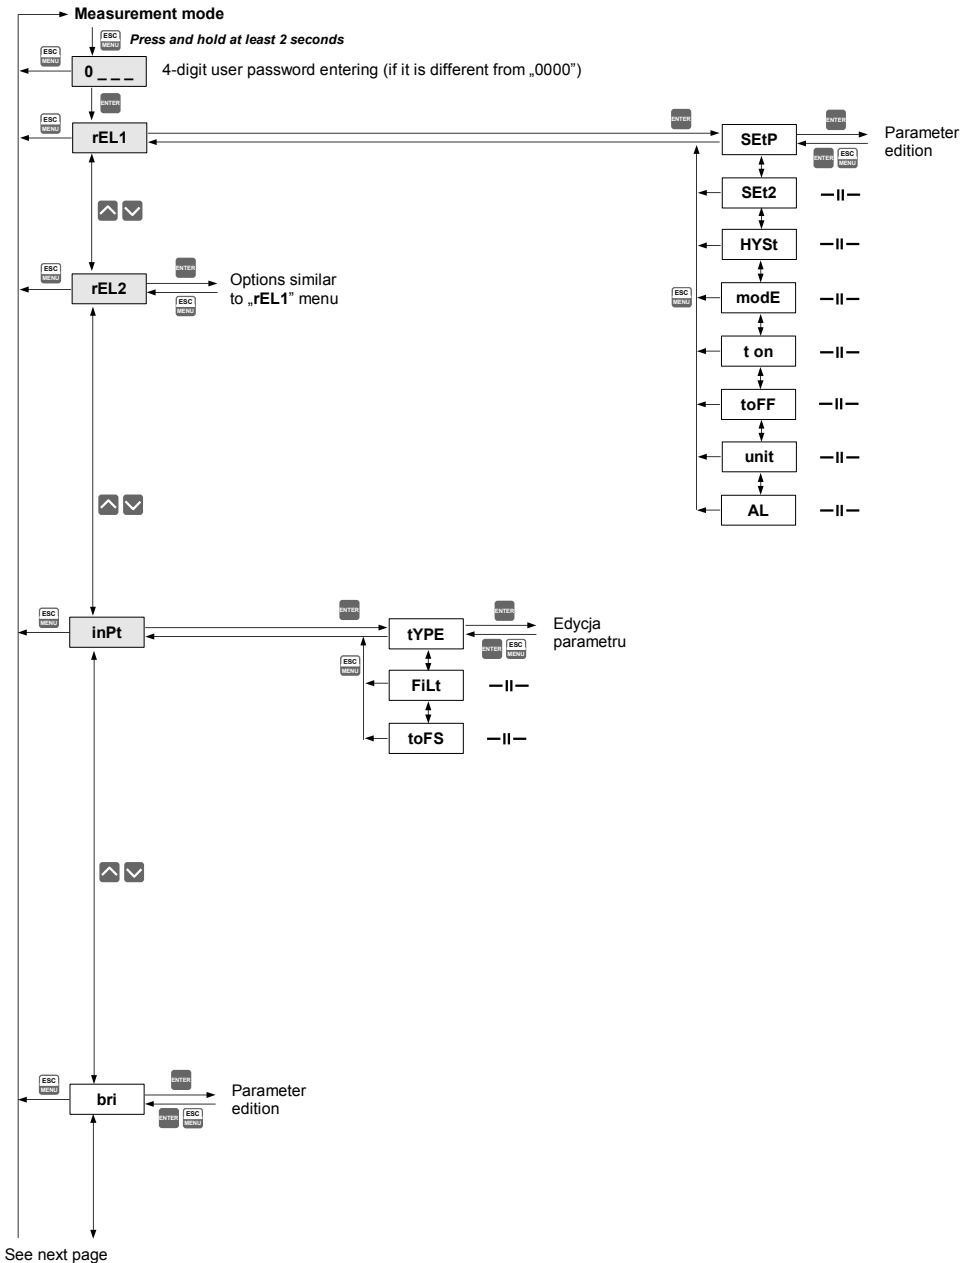 Measurement mode
ESC
MENU
Press and hold at least 2 seconds
ESC
MENU
0 _ _ _
4-digit user password entering (if it is different from „0000”)
ENTER
ESC
MENU
rEL1
ENTER
SEtP
ENTER
ENTER
ESC
MENU
Parameter
edition
SEt2
—II—
HYSt
—II—
ESC
MENU
rEL2
ENTER
ESC
MENU
Options similar
to „rEL1” menu
ESC
MENU
modE
—II—
t on
—II—
toFF
—II—
unit
—II—
AL
—II—
ESC
MENU
inPt
ENTER
tYPE
ENTER
ENTER
ESC
MENU
Edycja
parametru
ESC
MENU
FiLt
—II—
toFS
—II—
ESC
MENU
bri
ENTER
ENTER
ESC
MENU
Parameter
edition
See next page